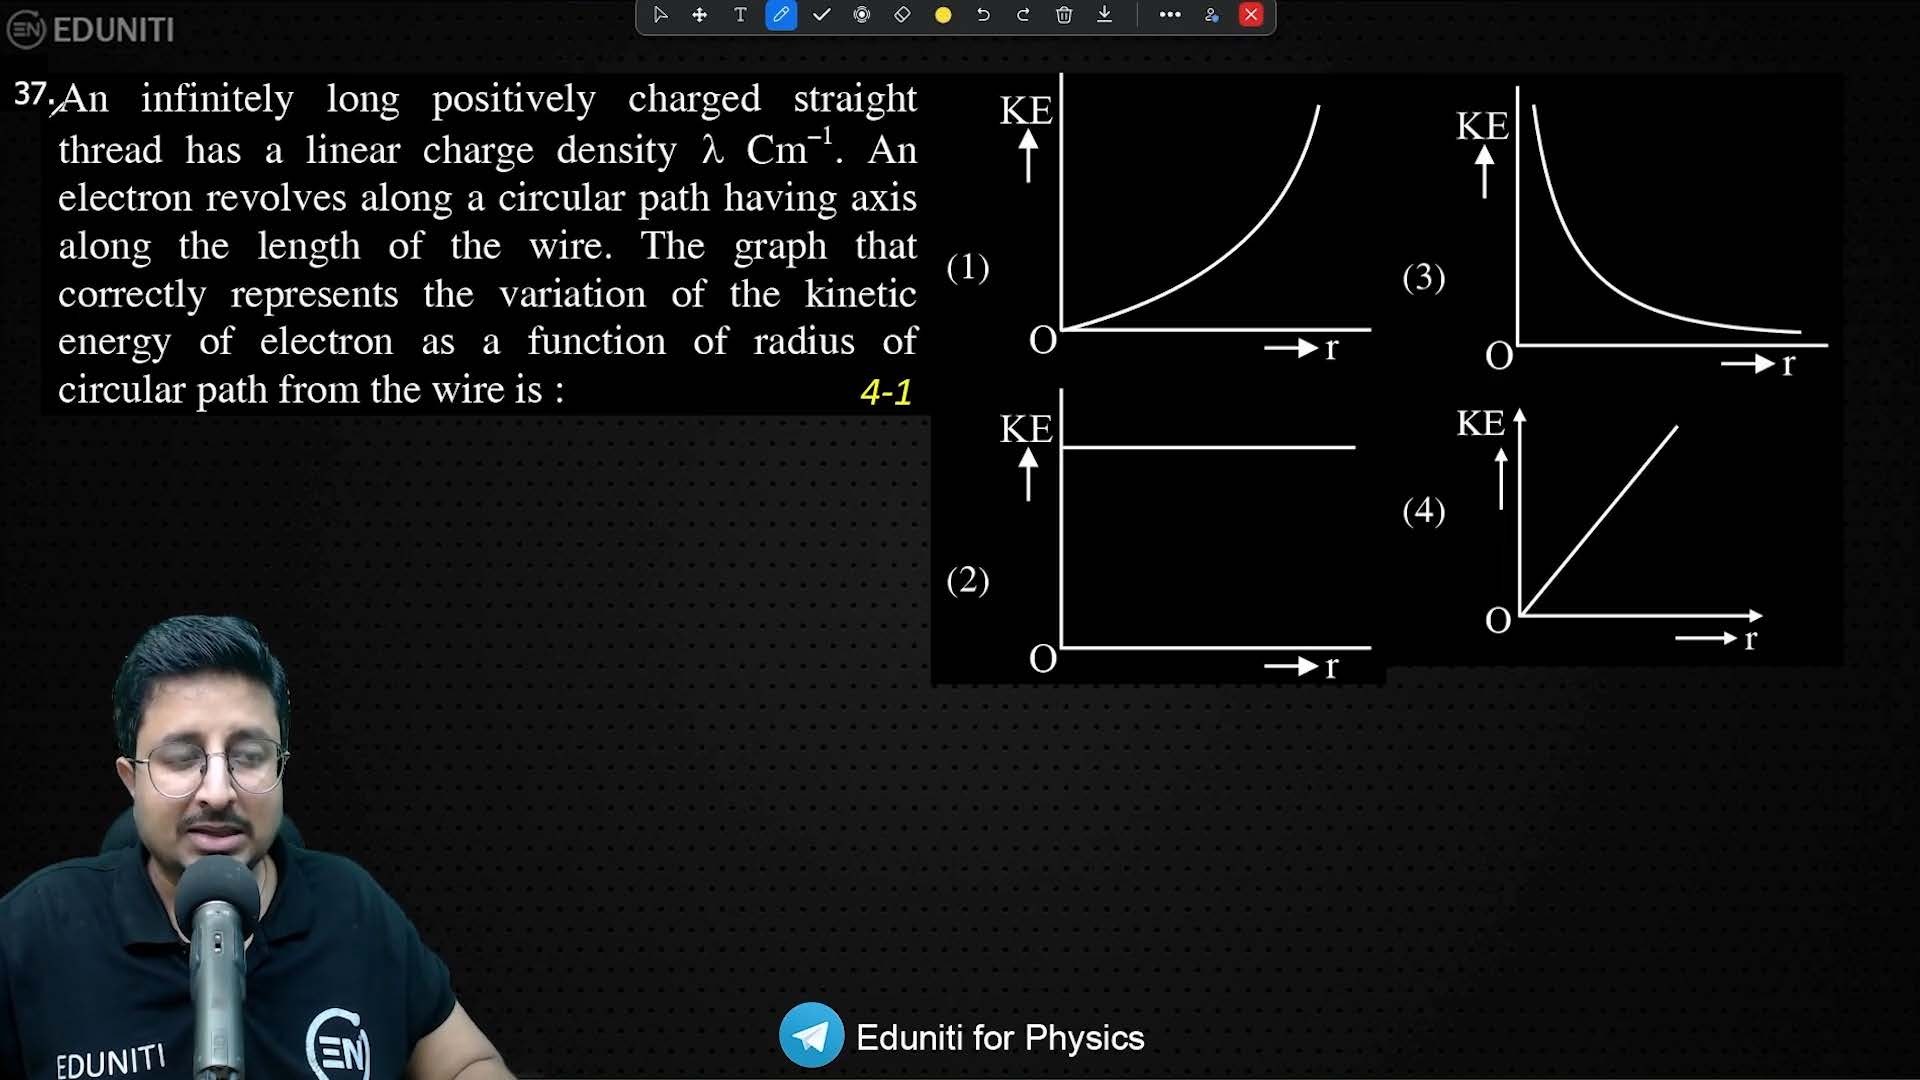 EN EDUNITI
T
37. An infinitely long positively charged straight
thread has a linear charge density λ Cm⁻¹. An
electron revolves along a circular path having axis
along the length of the wire. The graph that
correctly represents the variation of the kinetic
energy of electron as a function of radius of
circular path from the wire is :
4-1
(1)
KE
O
r
(2)
KE
O
r
(3)
KE
O
r
(4)
KE
O
r
EDUNITI
EN
Eduniti for Physics